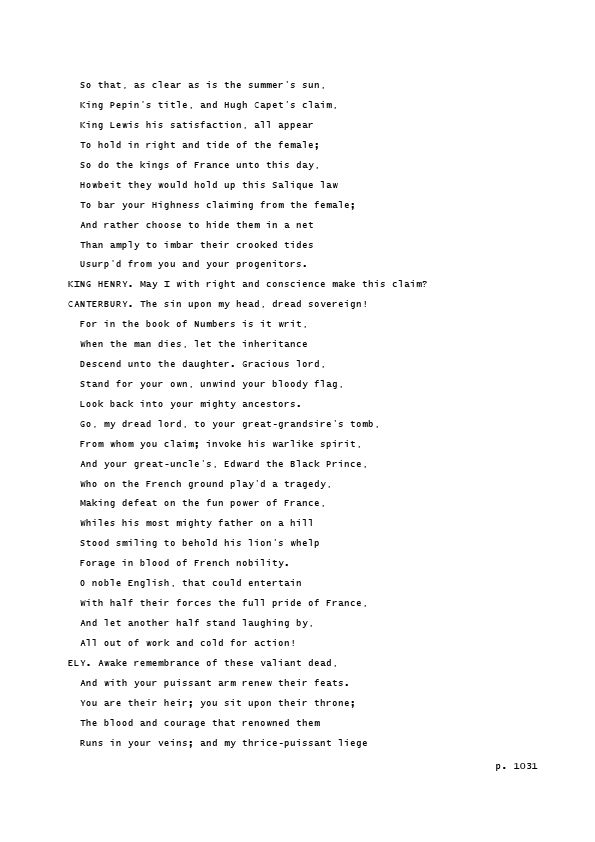 So that, as clear as is the summer's sun,
King Pepin's title, and Hugh Capet's claim,
King Lewis his satisfaction, all appear
To hold in right and tide of the female;
So do the kings of France unto this day,
Howbeit they would hold up this Salique law
To bar your Highness claiming from the female;
And rather choose to hide them in a net
Than amply to imbar their crooked tides
Usurp'd from you and your progenitors.
KING HENRY. May I with right and conscience make this claim?
CANTERBURY. The sin upon my head, dread sovereign!
For in the book of Numbers is it writ,
When the man dies, let the inheritance
Descend unto the daughter. Gracious lord,
Stand for your own, unwind your bloody flag,
Look back into your mighty ancestors.
Go, my dread lord, to your great-grandsire's tomb,
From whom you claim; invoke his warlike spirit,
And your great-uncle's, Edward the Black Prince,
Who on the French ground play'd a tragedy,
Making defeat on the fun power of France,
Whiles his most mighty father on a hill
Stood smiling to behold his lion's whelp
Forage in blood of French nobility.
O noble English, that could entertain
With half their forces the full pride of France,
And let another half stand laughing by,
All out of work and cold for action!
ELY. Awake remembrance of these valiant dead,
And with your puissant arm renew their feats.
You are their heir; you sit upon their throne;
The blood and courage that renowned them
Runs in your veins; and my thrice-puissant liege
p. 1031